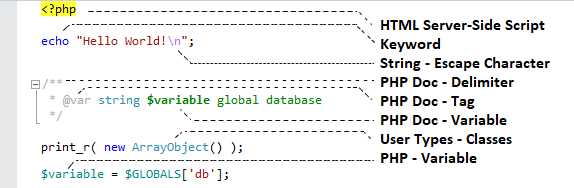 <?php
HTML Server-Side Script
echo "Hello World!\n";
Keyword
String - Escape Character
/**
PHP Doc - Delimiter
* @var string $variable global database
PHP Doc - Tag
*/
PHP Doc - Variable
User Types - Classes
print_r( new ArrayObject() );
PHP - Variable
$variable = $GLOBALS['db'];